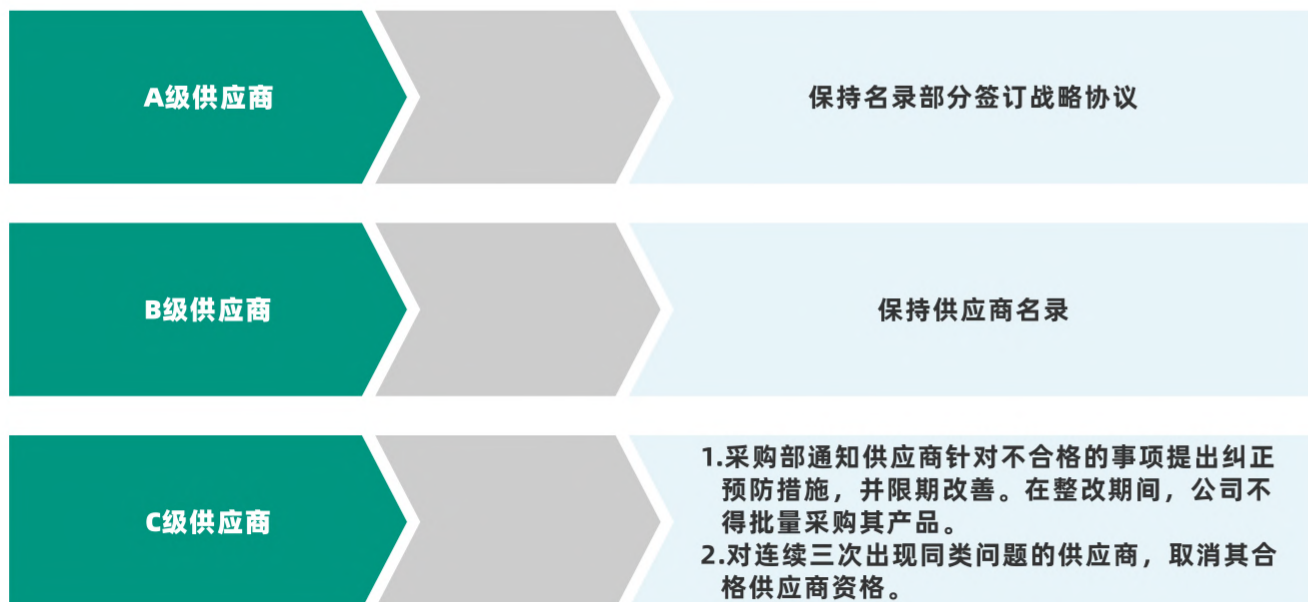 A级供应商
保持名录部分签订战略协议
B级供应商
保持供应商名录
C级供应商
1.采购部通知供应商针对不合格的事项提出纠正
预防措施，并限期改善。在整改期间，公司不
得批量采购其产品。
2.对连续三次出现同类问题的供应商，取消其合
格供应商资格。